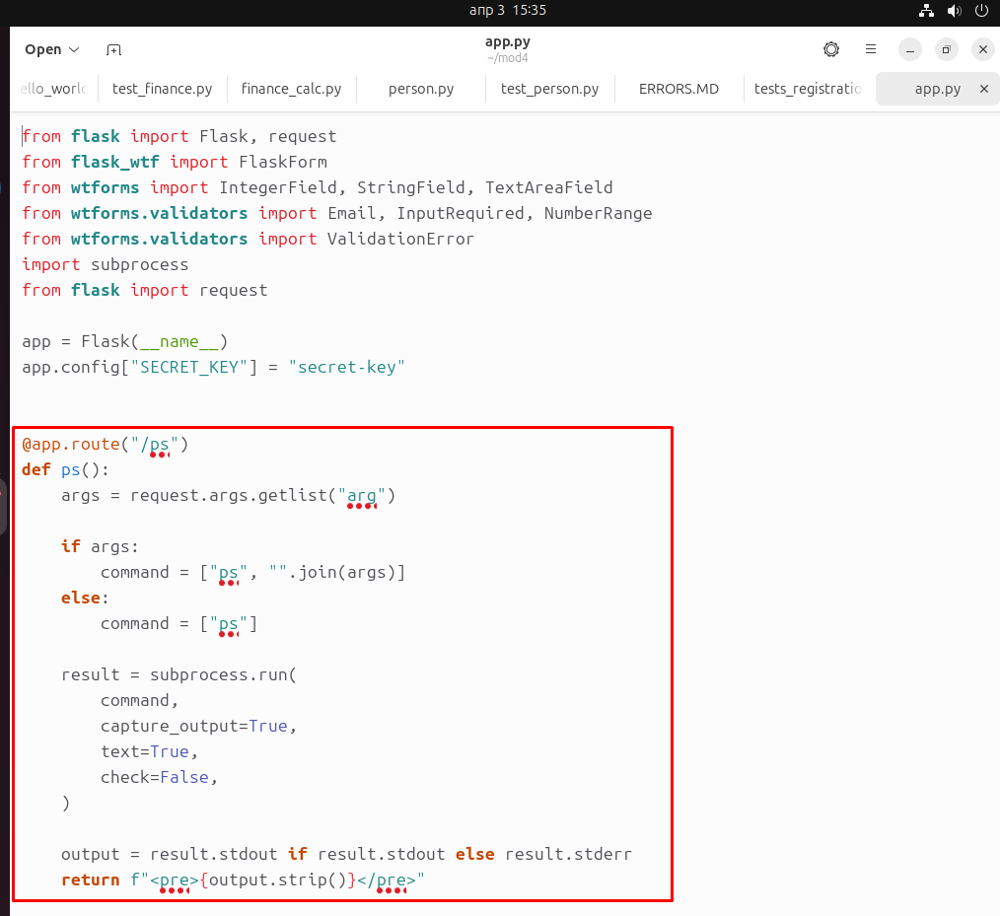 апр 3 15:35
Open
app.py
~/mod4
test_finance.py
finance_calc.py
person.py
test_person.py
ERRORS.MD
tests_registratio
app.py
from flask import Flask, request
from flask_wtf import FlaskForm
from wtforms import IntegerField, StringField, TextAreaField
from wtforms.validators import Email, InputRequired, NumberRange
from wtforms.validators import ValidationError
import subprocess
from flask import request
app = Flask(__name__)
app.config["SECRET_KEY"] = "secret-key"
@app.route("/ps")
def ps():
    args = request.args.getlist("arg")
    if args:
        command = ["ps", "".join(args)]
    else:
        command = ["ps"]
    result = subprocess.run(
        command,
        capture_output=True,
        text=True,
        check=False,
    )
    output = result.stdout if result.stdout else result.stderr
    return f"<pre>{output.strip()}</pre>"